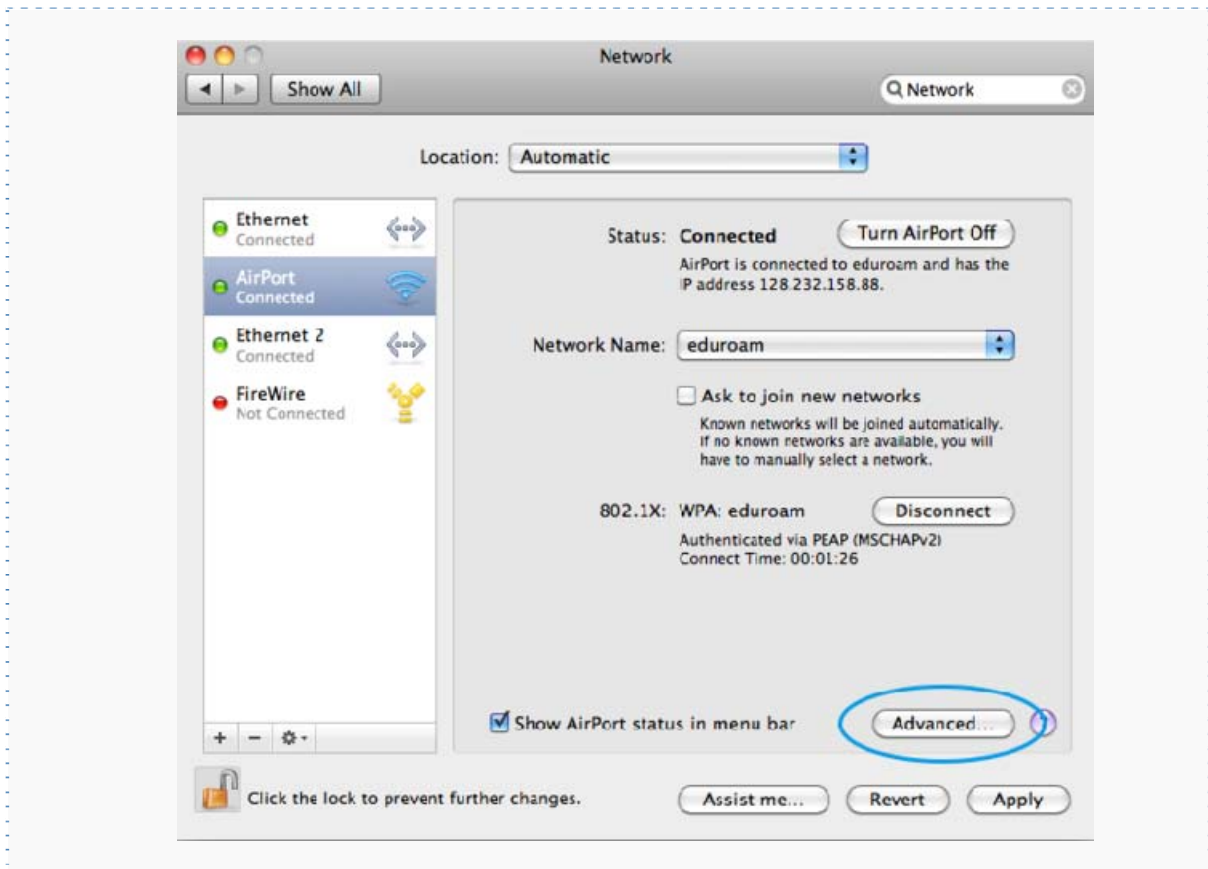 Network
Show All
Network
Location: Automatic
Ethernet
Connected
AirPort
Connected
Ethernet 2
Connected
FireWire
Not Connected
Status: Connected
Turn AirPort Off
AirPort is connected to eduroam and has the
IP address 128.232.158.88.
Network Name: eduroam
Ask to join new networks
Known networks will be joined automatically.
If no known networks are available, you will
have to manually select a network.
802.1X: WPA: eduroam
Disconnect
Authenticated via PEAP (MSCHAPv2)
Connect Time: 00:01:26
Show AirPort status in menu bar
Advanced...
?
Click the lock to prevent further changes.
Assist me...
Revert
Apply